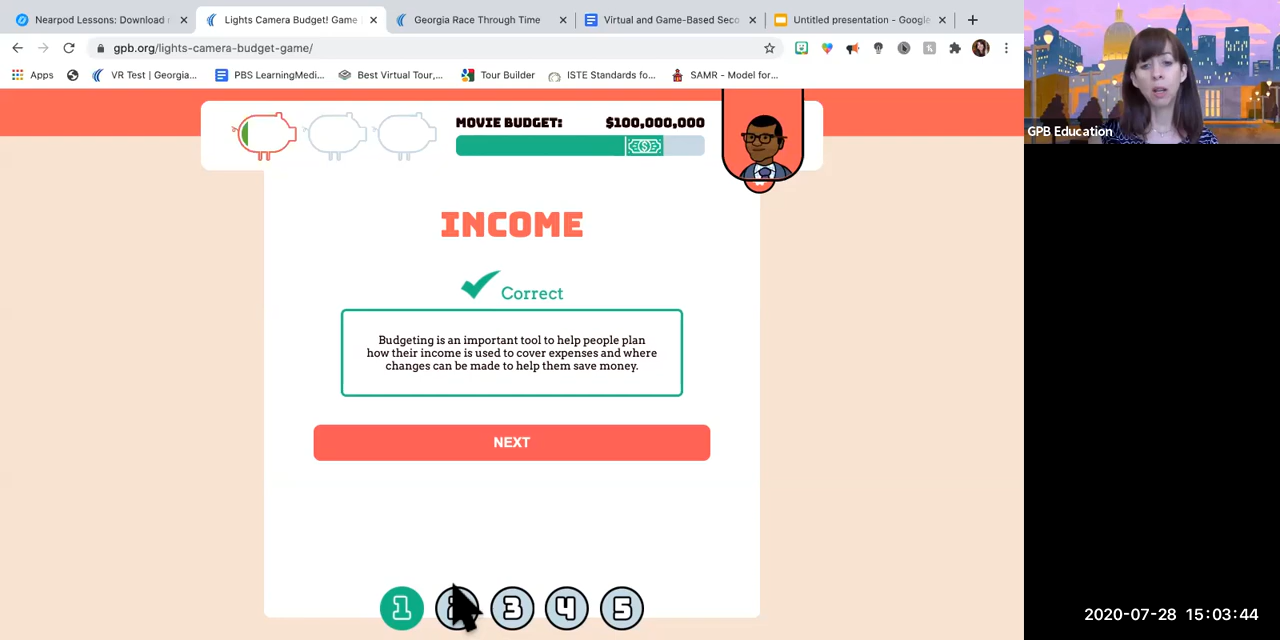 Nearpod Lessons: Download
Lights Camera Budget! Game
Georgia Race Through Time
Virtual and Game-Based Seco
Untitled presentation - Google
gpb.org/lights-camera-budget-game/
Apps
VR Test | Georgia...
PBS LearningMedi...
Best Virtual Tour,...
Tour Builder
ISTE Standards fo...
SAMR - Model for...
MOVIE BUDGET: $100,000,000
GPB Education
INCOME
Correct
Budgeting is an important tool to help people plan
how their income is used to cover expenses and where
changes can be made to help them save money.
NEXT
1 2 3 4 5
2020-07-28 15:03:44